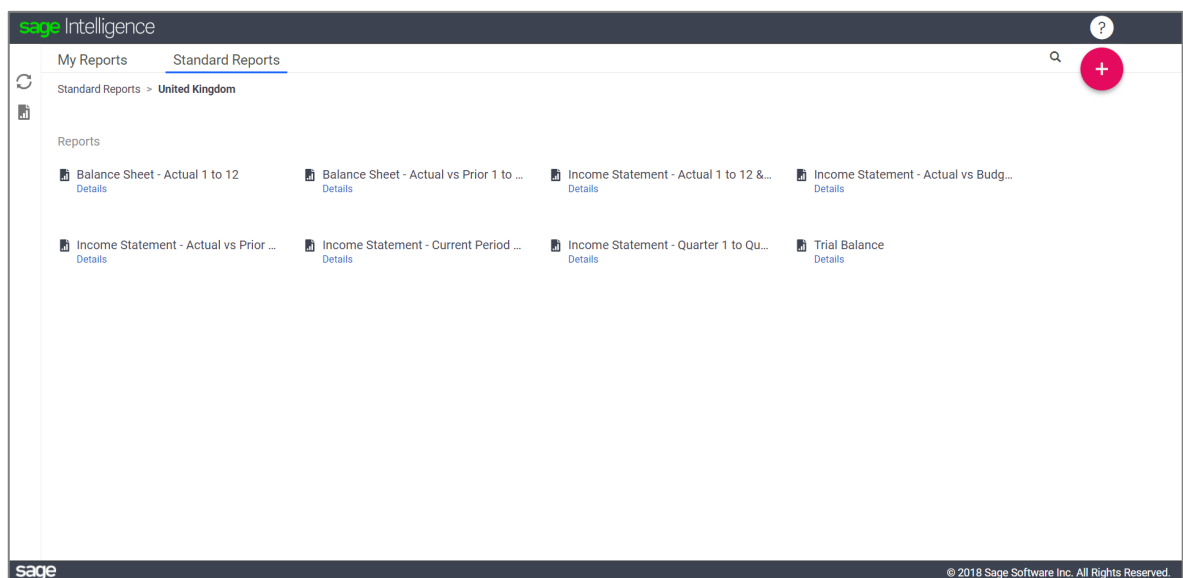 sage Intelligence
?
My Reports Standard Reports
+
Standard Reports > United Kingdom
Reports
Balance Sheet - Actual 1 to 12
Details
Balance Sheet - Actual vs Prior 1 to ...
Details
Income Statement - Actual 1 to 12 &...
Details
Income Statement - Actual vs Budg...
Details
Income Statement - Actual vs Prior ...
Details
Income Statement - Current Period ...
Details
Income Statement - Quarter 1 to Qu...
Details
Trial Balance
Details
sage
© 2018 Sage Software Inc. All Rights Reserved.